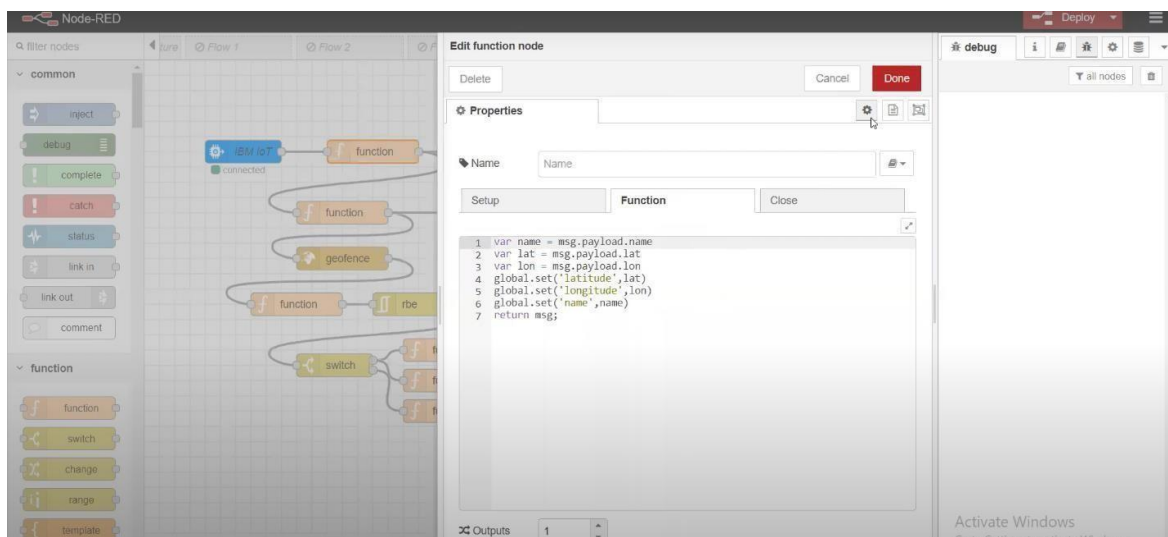 Node-RED
Deploy
filter nodes
common
inject
debug
complete
catch
status
link in
link out
comment
function
function
switch
change
range
template
Flow 1
Flow 2
IBM IoT
connected
function
function
geofence
function
rbe
switch
Edit function node
Delete
Cancel
Done
Properties
Name
Name
Setup
Function
Close
1 var name = msg.payload.name
2 var lat = msg.payload.lat
3 var lon = msg.payload.lon
4 global.set('latitude',lat)
5 global.set('longitude',lon)
6 global.set('name',name)
7 return msg;
Outputs
1
debug
i
all nodes
Activate Windows